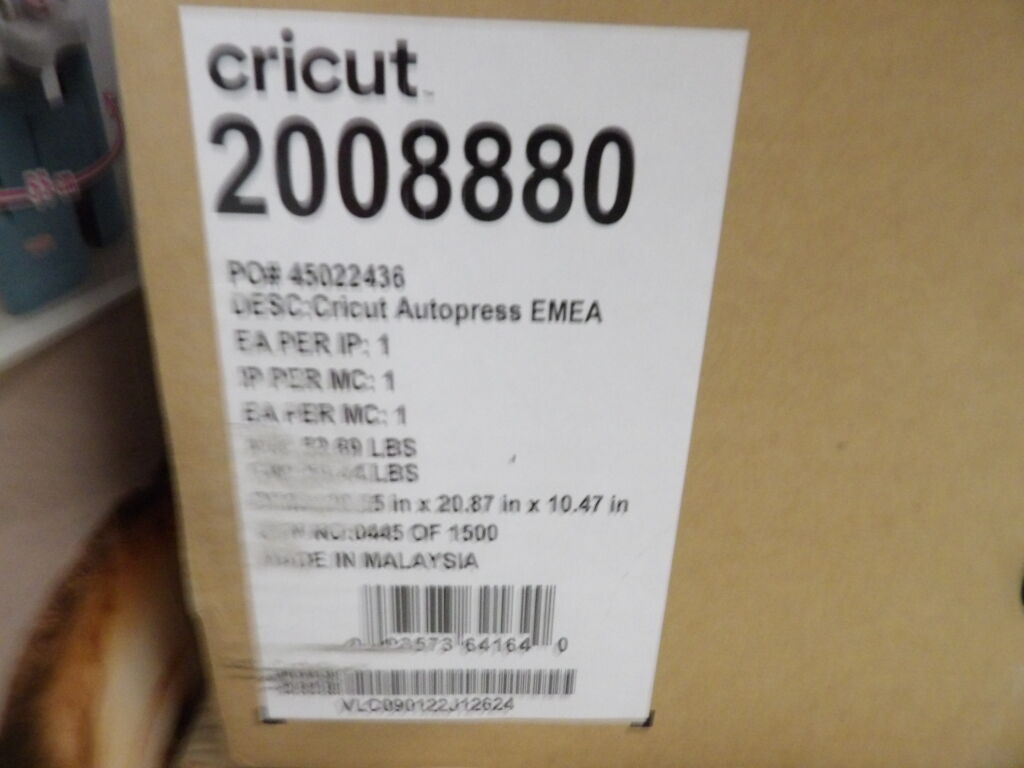 cricut
2008880
PO# 45022436
DESC:Cricut Autopress EMEA
EA PER IP: 1
IP PER MC: 1
EA PER MC: 1
LBS
LBS
in x 20.87 in x 10.47 in
NO:0445 OF 1500
MADE IN MALAYSIA
64164 0
VLC090122J12624